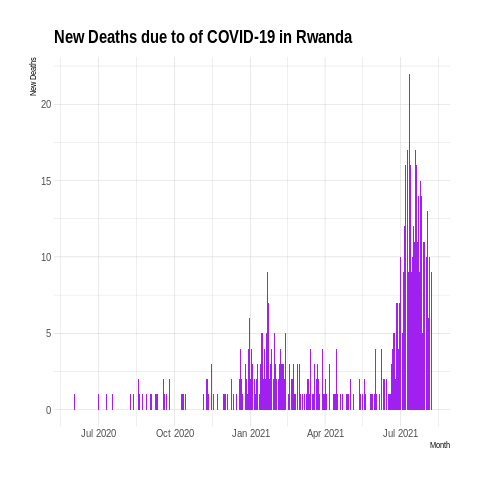 New Deaths due to of COVID-19 in Rwanda
New Deaths
20
15
10
5
0
Jul 2020 Oct 2020 Jan 2021 Apr 2021 Jul 2021
Month